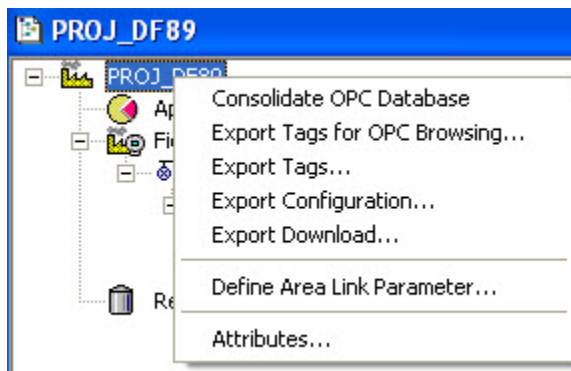 PROJ_DF89
PROJ_DF89
Consolidate OPC Database
Export Tags for OPC Browsing...
Export Tags...
Export Configuration...
Export Download...
Define Area Link Parameter...
Attributes...